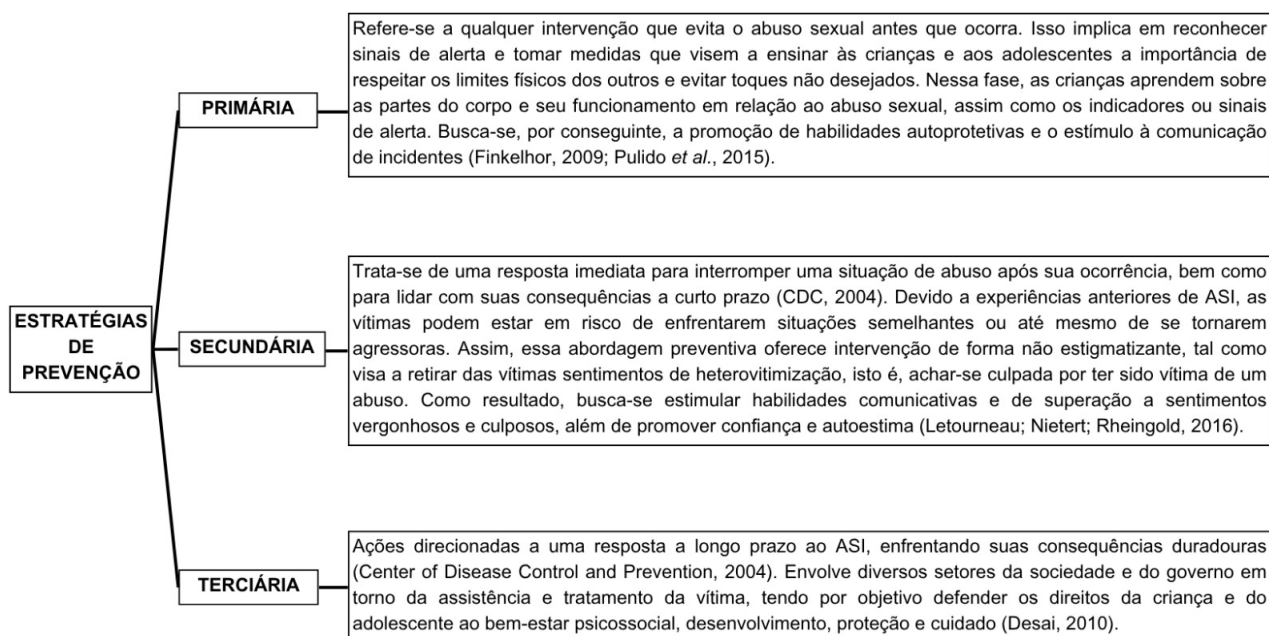 Refere-se a qualquer intervenção que evita o abuso sexual antes que ocorra. Isso implica em reconhecer
sinais de alerta e tomar medidas que visem a ensinar às crianças e aos adolescentes a importância de
respeitar os limites físicos dos outros e evitar toques não desejados. Nessa fase, as crianças aprendem sobre
as partes do corpo e seu funcionamento em relação ao abuso sexual, assim como os indicadores ou sinais
de alerta. Busca-se, por conseguinte, a promoção de habilidades autoprotetivas e o estímulo à comunicação
de incidentes (Finkelhor, 2009; Pulido et al., 2015).
PRIMÁRIA
ESTRATÉGIAS
DE
PREVENÇÃO
SECUNDÁRIA
Trata-se de uma resposta imediata para interromper uma situação de abuso após sua ocorrência, bem como
para lidar com suas consequências a curto prazo (CDC, 2004). Devido a experiências anteriores de ASI, as
vítimas podem estar em risco de enfrentarem situações semelhantes ou até mesmo de se tornarem
agressoras. Assim, essa abordagem preventiva oferece intervenção de forma não estigmatizante, tal como
visa a retirar das vítimas sentimentos de heterovitimização, isto é, achar-se culpada por ter sido vítima de um
abuso. Como resultado, busca-se estimular habilidades comunicativas e de superação a sentimentos
vergonhosos e culposos, além de promover confiança e autoestima (Letourneau; Nietert; Rheingold, 2016).
TERCIÁRIA
Ações direcionadas a uma resposta a longo prazo ao ASI, enfrentando suas consequências duradouras
(Center of Disease Control and Prevention, 2004). Envolve diversos setores da sociedade e do governo em
torno da assistência e tratamento da vítima, tendo por objetivo defender os direitos da criança e do
adolescente ao bem-estar psicossocial, desenvolvimento, proteção e cuidado (Desai, 2010).